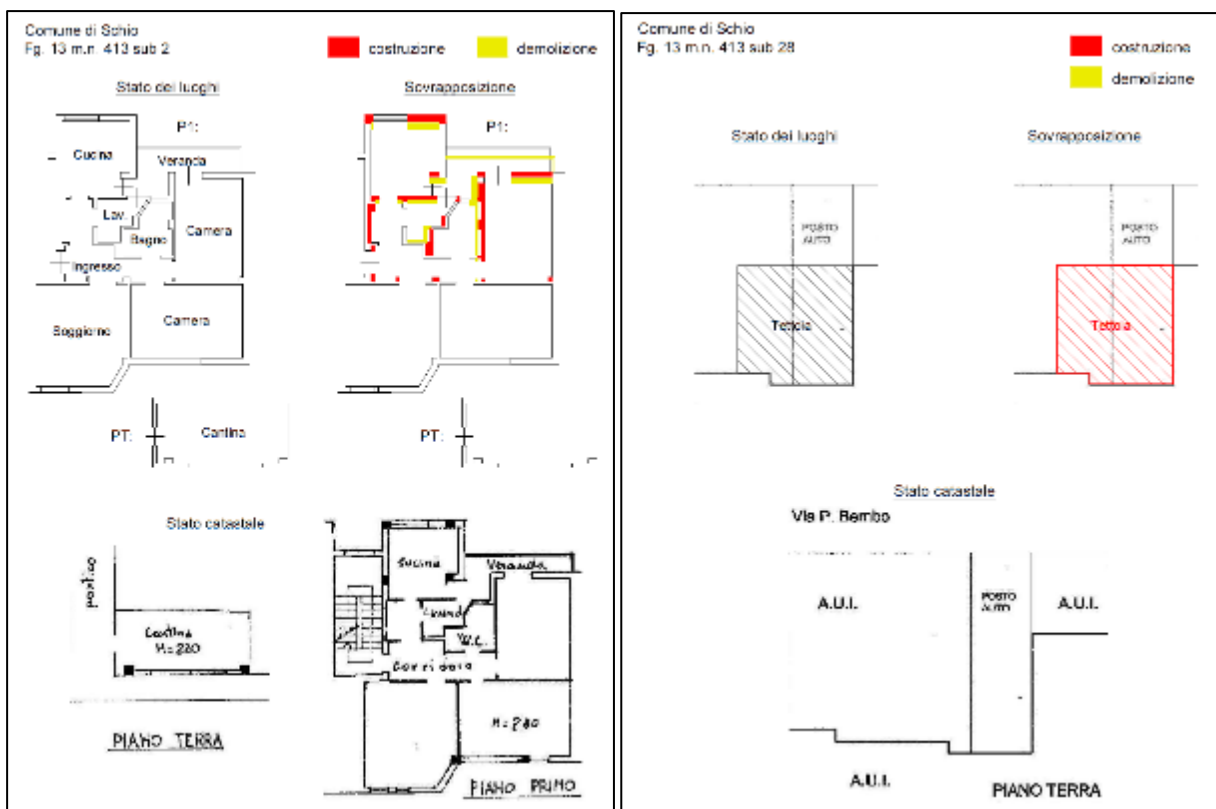 Comune di Schio
Fg. 13 m.n. 413 sub 2
costruzione
demolizione
Stato dei luoghi
Sovrapposizione
P1:
P1:
Cucina
Veranda
Lav.
Bagno
Camera
Ingresso
Soggiorno
Camera
PT:
Cantina
PT:
Stato catastale
portico
Cantina
H=220
PIANO TERRA
Cucina
Veranda
W.C.
Corridoio
H=280
PIANO PRIMO
Comune di Schio
Fg. 13 m.n. 413 sub 28
costruzione
demolizione
Stato dei luoghi
Sovrapposizione
POSTO
AUTO
POSTO
AUTO
Tettoia
Tettoia
Stato catastale
Via P. Bembo
A.U.I.
POSTO
AUTO
A.U.I.
A.U.I.
PIANO TERRA